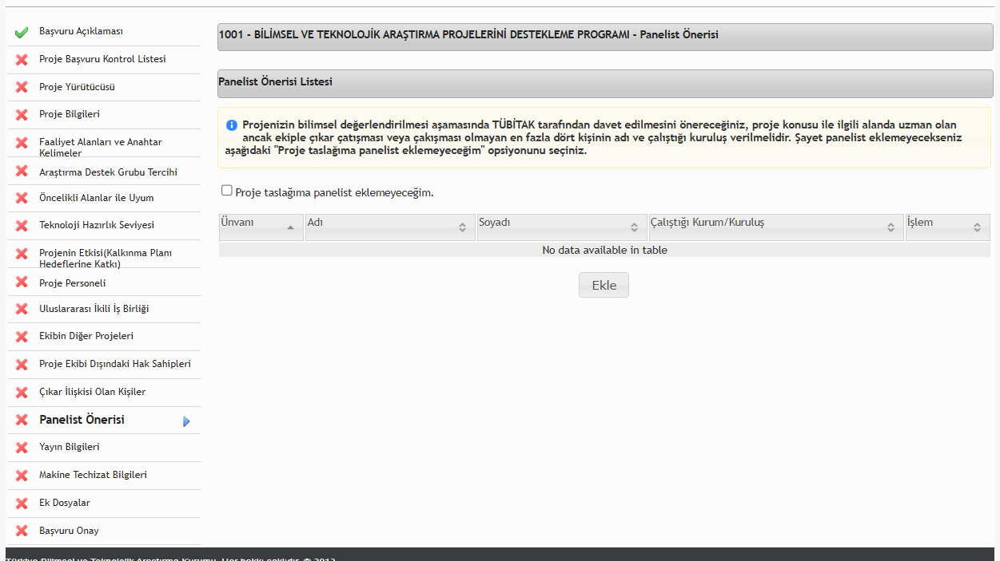 Başvuru Açıklaması
Proje Başvuru Kontrol Listesi
Proje Yürütücüsü
Proje Bilgileri
Faaliyet Alanları ve Anahtar
Kelimeler
Araştırma Destek Grubu Tercihi
Öncelikli Alanlar ile Uyum
Teknoloji Hazırlık Seviyesi
Projenin Etkisi(Kalkınma Planı
Hedeflerine Katkı)
Proje Personeli
Uluslararası İkili İş Birliği
Ekibin Diğer Projeleri
Proje Ekibi Dışındaki Hak Sahipleri
Çıkar İlişkisi Olan Kişiler
Panelist Önerisi
Yayın Bilgileri
Makine Techizat Bilgileri
Ek Dosyalar
Başvuru Onay
1001 - BİLİMSEL VE TEKNOLOJİK ARAŞTIRMA PROJELERİNİ DESTEKLEME PROGRAMI - Panelist Önerisi
Panelist Önerisi Listesi
Projenizin bilimsel değerlendirilmesi aşamasında TÜBİTAK tarafından davet edilmesini önereceğiniz, proje konusu ile ilgili alanda uzman olan
ancak ekiple çıkar çatışması veya çakışması olmayan en fazla dört kişinin adı ve çalıştığı kuruluş verilmelidir. Şayet panelist eklemeyecekseniz
aşağıdaki "Proje taslağıma panelist eklemeyeceğim" opsiyonunu seçiniz.
Proje taslağıma panelist eklemeyeceğim.
Ünvanı Adı Soyadı Çalıştığı Kurum/Kuruluş İşlem
No data available in table
Ekle
Türkiye Bilimsel ve Teknolojik Araştırma Kurumu. Her hakkı saklıdır. © 2012